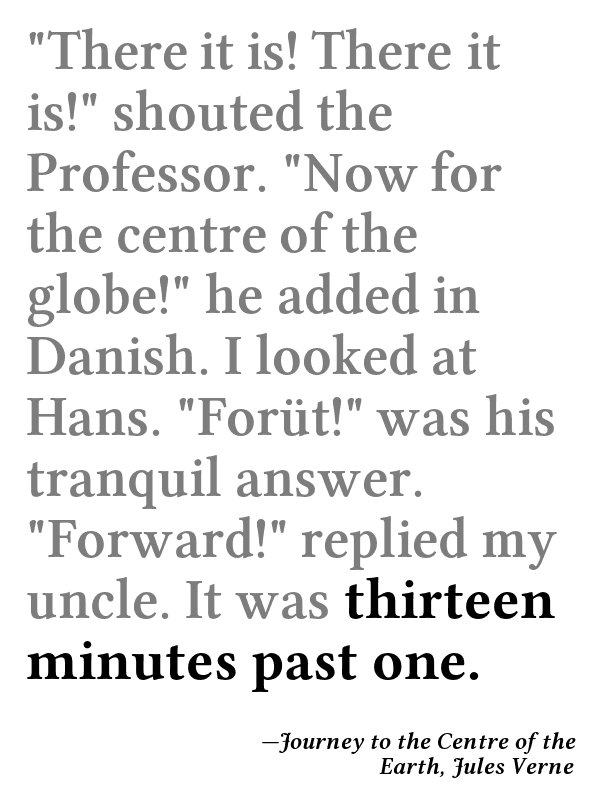 "There it is! There it
is!" shouted the
Professor. "Now for
the centre of the
globe!" he added in
Danish. I looked at
Hans. "Forüt!" was his
tranquil answer.
"Forward!" replied my
uncle. It was thirteen
minutes past one.
—Journey to the Centre of the
Earth, Jules Verne